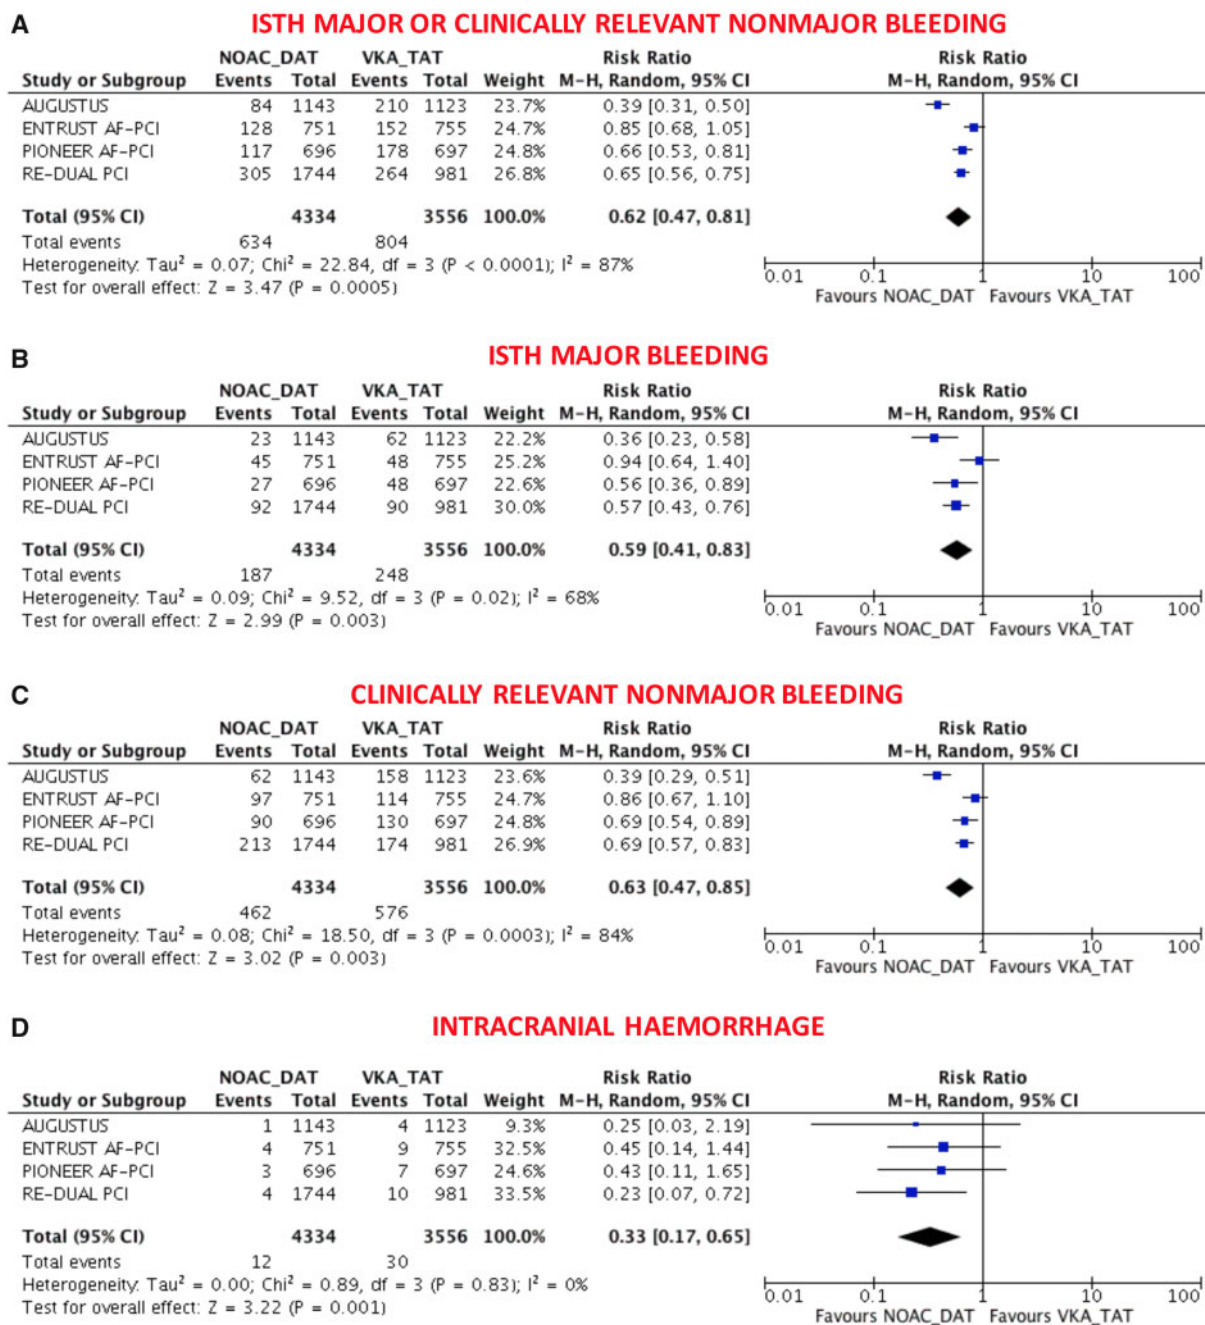 A
ISTH MAJOR OR CLINICALLY RELEVANT NONMAJOR BLEEDING
NOAC_DAT VKA_TAT Risk Ratio Risk Ratio
Study or Subgroup Events Total Events Total Weight M-H, Random, 95% CI M-H, Random, 95% CI
AUGUSTUS 84 1143 210 1123 23.7% 0.39 [0.31, 0.50]
ENTRUST AF-PCI 128 751 152 755 24.7% 0.85 [0.68, 1.05]
PIONEER AF-PCI 117 696 178 697 24.8% 0.66 [0.53, 0.81]
RE-DUAL PCI 305 1744 264 981 26.8% 0.65 [0.56, 0.75]
Total (95% CI) 4334 3556 100.0% 0.62 [0.47, 0.81]
Total events 634 804
Heterogeneity: Tau² = 0.07; Chi² = 22.84, df = 3 (P < 0.0001); I² = 87%
Test for overall effect: Z = 3.47 (P = 0.0005)
0.01 0.1 1 10 100
Favours NOAC_DAT Favours VKA_TAT
B
ISTH MAJOR BLEEDING
NOAC_DAT VKA_TAT Risk Ratio Risk Ratio
Study or Subgroup Events Total Events Total Weight M-H, Random, 95% CI M-H, Random, 95% CI
AUGUSTUS 23 1143 62 1123 22.2% 0.36 [0.23, 0.58]
ENTRUST AF-PCI 45 751 48 755 25.2% 0.94 [0.64, 1.40]
PIONEER AF-PCI 27 696 48 697 22.6% 0.56 [0.36, 0.89]
RE-DUAL PCI 92 1744 90 981 30.0% 0.57 [0.43, 0.76]
Total (95% CI) 4334 3556 100.0% 0.59 [0.41, 0.83]
Total events 187 248
Heterogeneity: Tau² = 0.09; Chi² = 9.52, df = 3 (P = 0.02); I² = 68%
Test for overall effect: Z = 2.99 (P = 0.003)
0.01 0.1 1 10 100
Favours NOAC_DAT Favours VKA_TAT
C
CLINICALLY RELEVANT NONMAJOR BLEEDING
NOAC_DAT VKA_TAT Risk Ratio Risk Ratio
Study or Subgroup Events Total Events Total Weight M-H, Random, 95% CI M-H, Random, 95% CI
AUGUSTUS 62 1143 158 1123 23.6% 0.39 [0.29, 0.51]
ENTRUST AF-PCI 97 751 114 755 24.7% 0.86 [0.67, 1.10]
PIONEER AF-PCI 90 696 130 697 24.8% 0.69 [0.54, 0.89]
RE-DUAL PCI 213 1744 174 981 26.9% 0.69 [0.57, 0.83]
Total (95% CI) 4334 3556 100.0% 0.63 [0.47, 0.85]
Total events 462 576
Heterogeneity: Tau² = 0.08; Chi² = 18.50, df = 3 (P = 0.0003); I² = 84%
Test for overall effect: Z = 3.02 (P = 0.003)
0.01 0.1 1 10 100
Favours NOAC_DAT Favours VKA_TAT
D
INTRACRANIAL HAEMORRHAGE
NOAC_DAT VKA_TAT Risk Ratio Risk Ratio
Study or Subgroup Events Total Events Total Weight M-H, Random, 95% CI M-H, Random, 95% CI
AUGUSTUS 1 1143 4 1123 9.3% 0.25 [0.03, 2.19]
ENTRUST AF-PCI 4 751 9 755 32.5% 0.45 [0.14, 1.44]
PIONEER AF-PCI 3 696 7 697 24.6% 0.43 [0.11, 1.65]
RE-DUAL PCI 4 1744 10 981 33.5% 0.23 [0.07, 0.72]
Total (95% CI) 4334 3556 100.0% 0.33 [0.17, 0.65]
Total events 12 30
Heterogeneity: Tau² = 0.00; Chi² = 0.89, df = 3 (P = 0.83); I² = 0%
Test for overall effect: Z = 3.22 (P = 0.001)
0.01 0.1 1 10 100
Favours NOAC_DAT Favours VKA_TAT